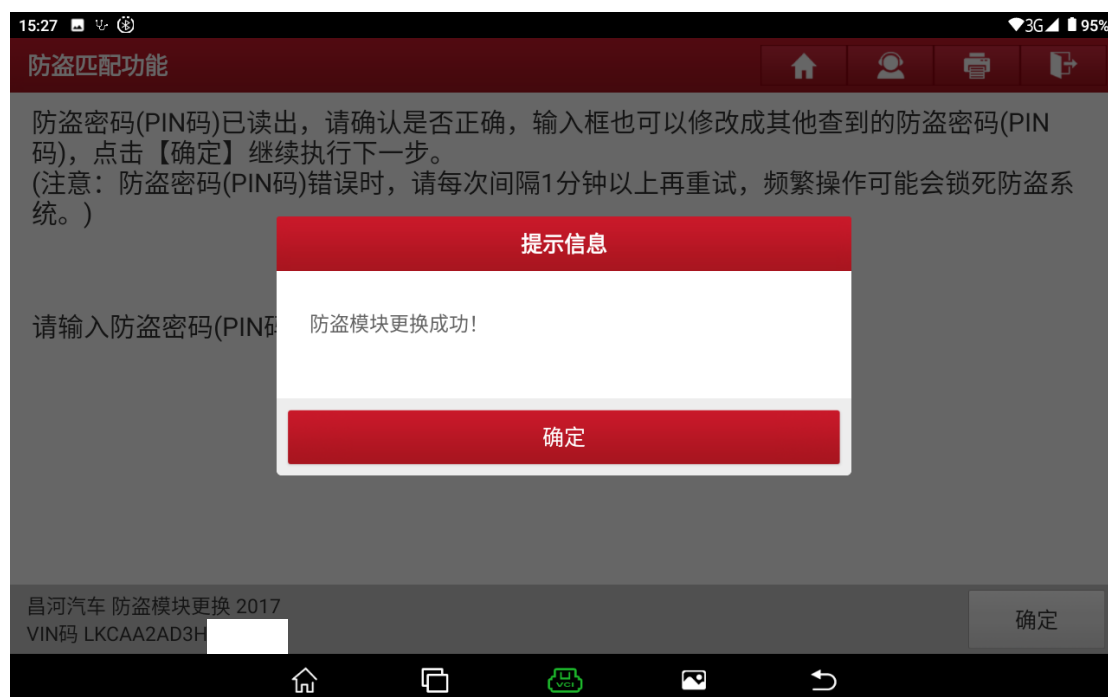 15:27
3G
95%
防盗匹配功能
防盗密码(PIN码)已读出，请确认是否正确，输入框也可以修改成其他查到的防盗密码(PIN
码)，点击【确定】继续执行下一步。
(注意：防盗密码(PIN码)错误时，请每次间隔1分钟以上再重试，频繁操作可能会锁死防盗系
统。)
提示信息
请输入防盗密码(PIN
防盗模块更换成功！
确定
昌河汽车 防盗模块更换 2017
VIN码 LKCAA2AD3H
确定
VCI